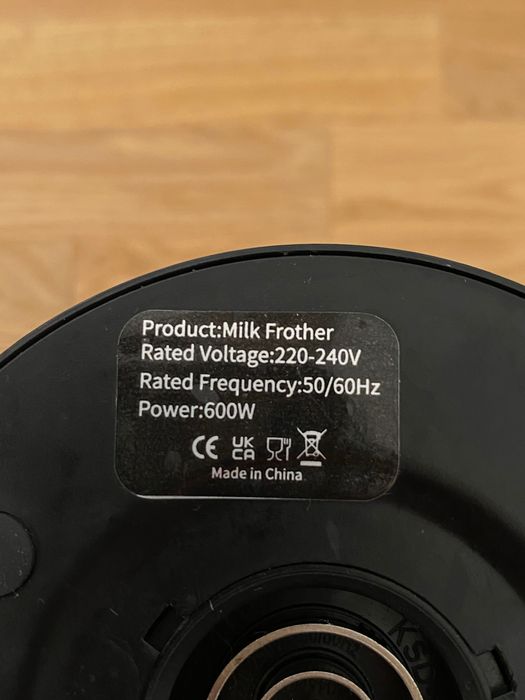 Product:Milk Frother
Rated Voltage:220-240V
Rated Frequency:50/60Hz
Power:600W
CE UK CA
Made in China
KSD